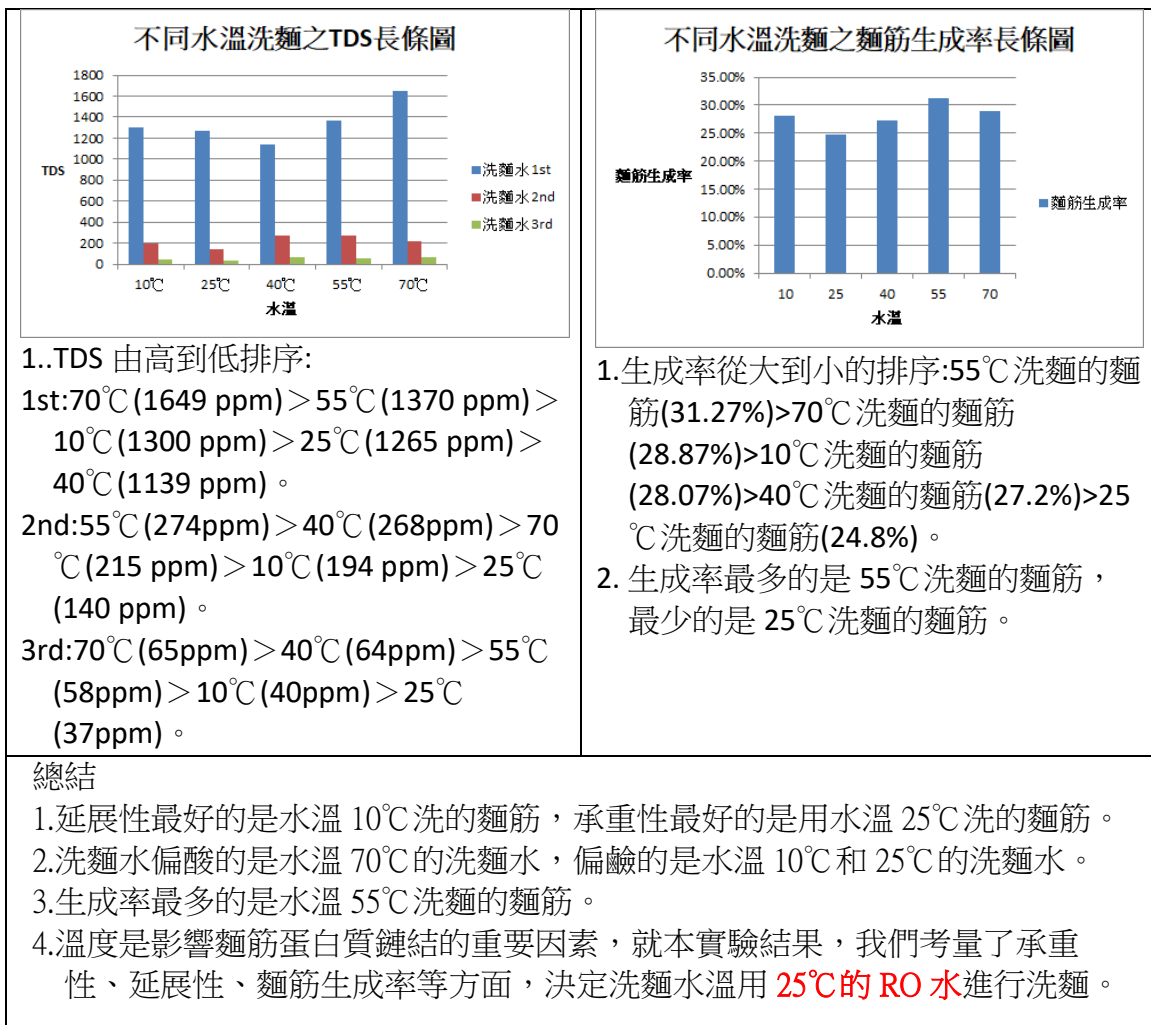 不同水溫洗麵之TDS長條圖
1800
1600
1400
1200
1000
800
600
400
200
0
TDS
10℃ 25℃ 40℃ 55℃ 70℃
水溫
洗麵水1st
洗麵水2nd
洗麵水3rd
1..TDS 由高到低排序:
1st:70℃(1649 ppm)＞55℃(1370 ppm)＞
10℃(1300 ppm)＞25℃(1265 ppm)＞
40℃(1139 ppm)。
2nd:55℃(274ppm)＞40℃(268ppm)＞70
℃(215 ppm)＞10℃(194 ppm)＞25℃
(140 ppm)。
3rd:70℃(65ppm)＞40℃(64ppm)＞55℃
(58ppm)＞10℃(40ppm)＞25℃
(37ppm)。
不同水溫洗麵之麵筋生成率長條圖
35.00%
30.00%
25.00%
20.00%
15.00%
10.00%
5.00%
0.00%
麵筋生成率
10 25 40 55 70
水溫
麵筋生成率
1.生成率從大到小的排序:55℃洗麵的麵
筋(31.27%)>70℃洗麵的麵筋
(28.87%)>10℃洗麵的麵筋
(28.07%)>40℃洗麵的麵筋(27.2%)>25
℃洗麵的麵筋(24.8%)。
2. 生成率最多的是 55℃洗麵的麵筋，
最少的是 25℃洗麵的麵筋。
總結
1.延展性最好的是水溫 10℃洗的麵筋，承重性最好的是用水溫 25℃洗的麵筋。
2.洗麵水偏酸的是水溫 70℃的洗麵水，偏鹼的是水溫 10℃和 25℃的洗麵水。
3.生成率最多的是水溫 55℃洗麵的麵筋。
4.溫度是影響麵筋蛋白質鏈結的重要因素，就本實驗結果，我們考量了承重
性、延展性、麵筋生成率等方面，決定洗麵水溫用 25℃的 RO 水進行洗麵。